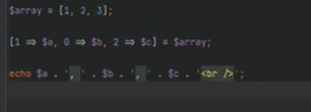 $array = [1, 2, 3];
[1 => $a, 0 => $b, 2 => $c] = $array;
echo $a . ',' . $b . ',' . $c . '<br />';